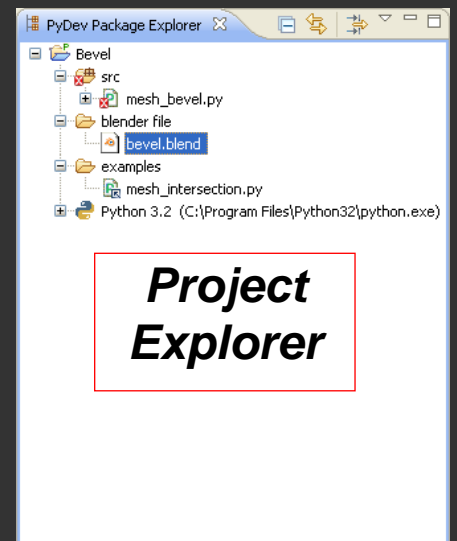 PyDev Package Explorer
Bevel
src
mesh_bevel.py
blender file
bevel.blend
examples
mesh_intersection.py
Python 3.2 (C:\Program Files\Python32\python.exe)
Project
Explorer